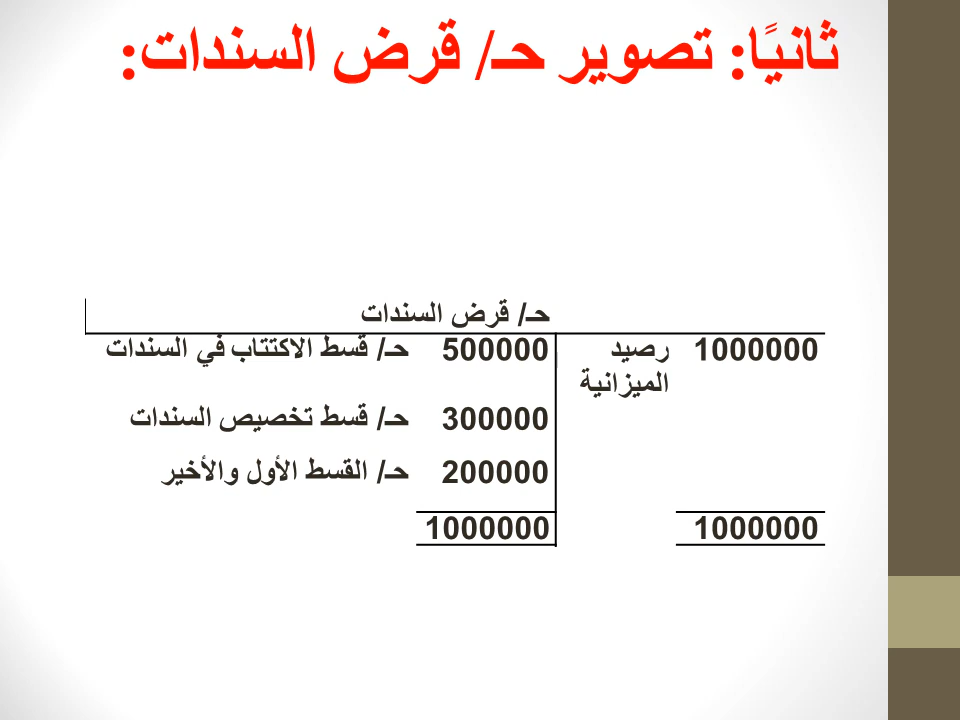 ثانيًا: تصوير حـ/ قرض السندات:
حـ/ قرض السندات
1000000 رصيد 500000 حـ/ قسط الاكتتاب في السندات
الميزانية
300000 حـ/ قسط تخصيص السندات
200000 حـ/ القسط الأول والأخير
1000000 1000000